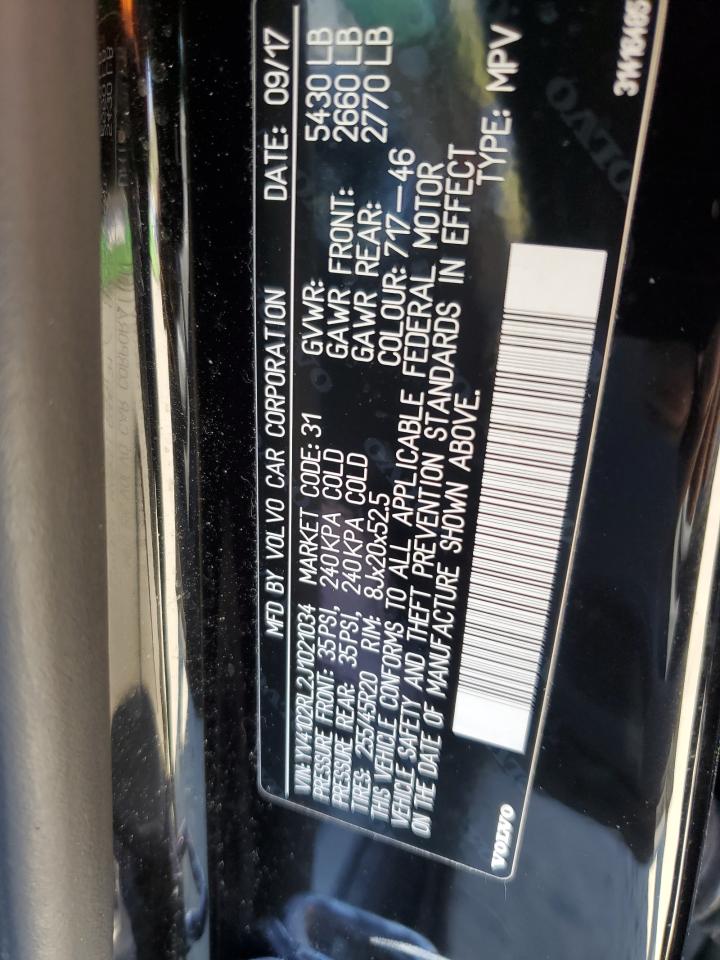 MFD BY VOLVO CAR CORPORATION DATE: 09/17
VIN: YV4102RL2J1021034 MARKET CODE: 31 GVWR: 5430 LB
PRESSURE FRONT: 35PSI, 240KPA COLD GAWR FRONT: 2660 LB
PRESSURE REAR: 35PSI, 240KPA COLD GAWR REAR: 2770 LB
TIRES: 255/45R20 RIM: 8Jx20x52.5 COLOUR: 717-46
THIS VEHICLE CONFORMS TO ALL APPLICABLE FEDERAL MOTOR
VEHICLE SAFETY AND THEFT PREVENTION STANDARDS IN EFFECT
ON THE DATE OF MANUFACTURE SHOWN ABOVE. TYPE: MPV
VOLVO
VOLVO